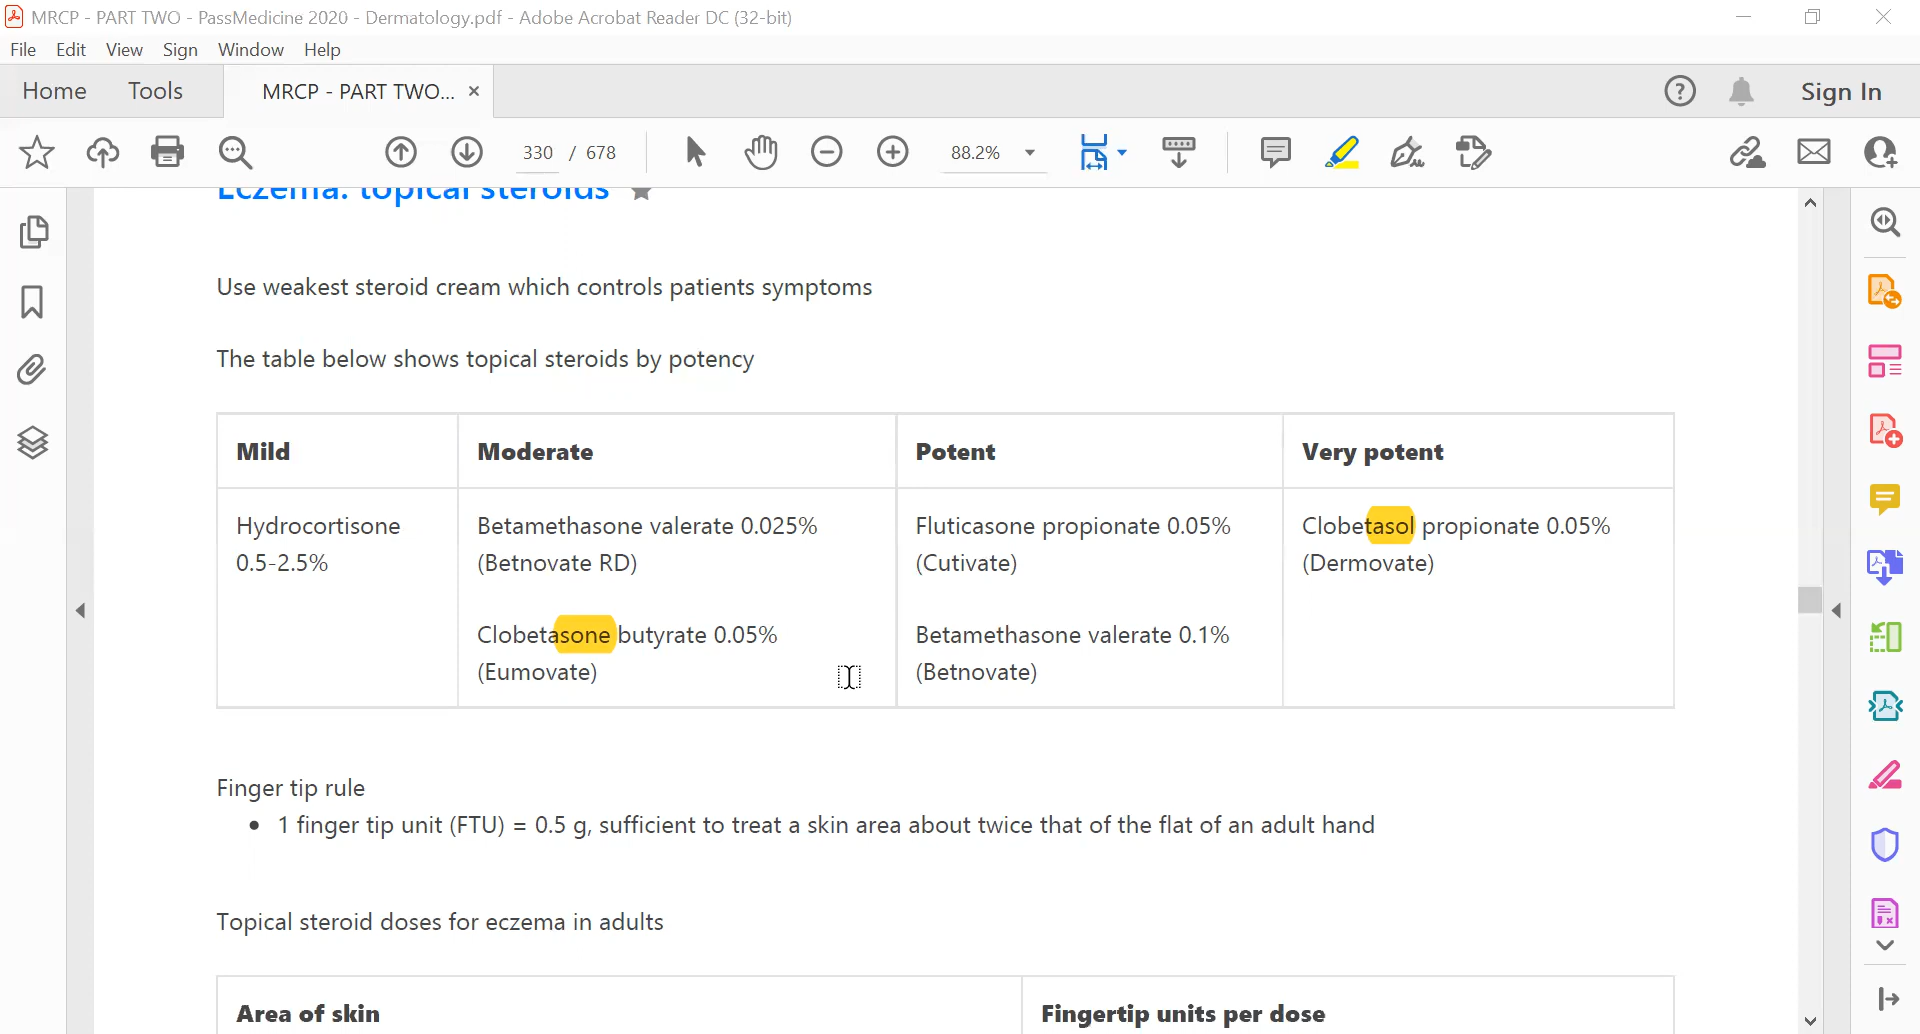 MRCP - PART TWO - PassMedicine 2020 - Dermatology.pdf - Adobe Acrobat Reader DC (32-bit)
File Edit View Sign Window Help
Home Tools MRCP - PART TWO... × Sign In
330 / 678 88.2%
Eczema: topical steroids
Use weakest steroid cream which controls patients symptoms
The table below shows topical steroids by potency
Mild Moderate Potent Very potent
Hydrocortisone Betamethasone valerate 0.025% Fluticasone propionate 0.05% Clobetasol propionate 0.05%
0.5-2.5% (Betnovate RD) (Cutivate) (Dermovate)
Clobetasone butyrate 0.05% Betamethasone valerate 0.1%
(Eumovate) (Betnovate)
Finger tip rule
• 1 finger tip unit (FTU) = 0.5 g, sufficient to treat a skin area about twice that of the flat of an adult hand
Topical steroid doses for eczema in adults
Area of skin Fingertip units per dose